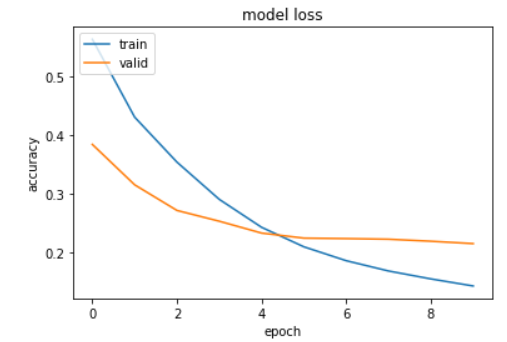 model loss
train
valid
0.5
0.4
0.3
0.2
accuracy
0 2 4 6 8
epoch